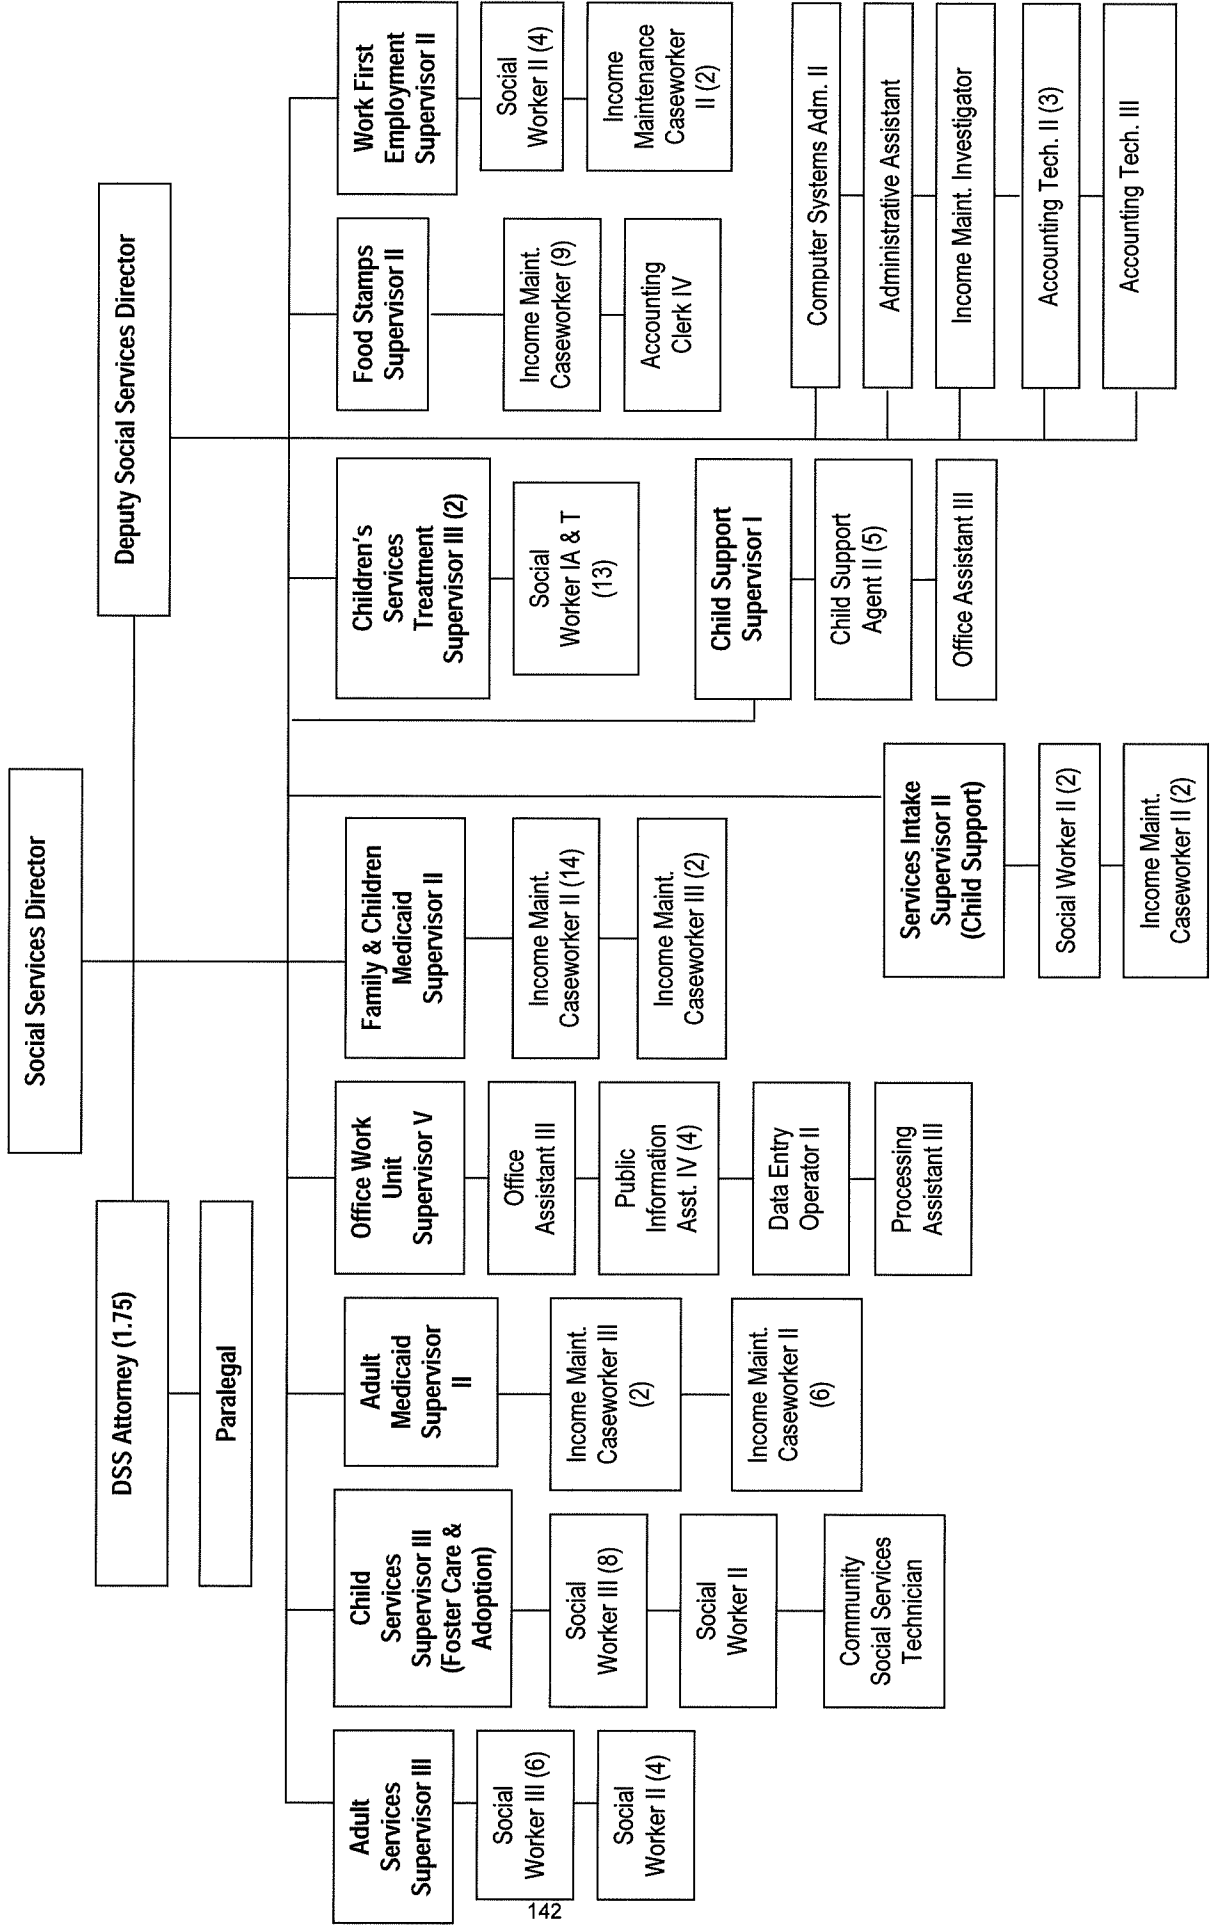 Social Services Director
DSS Attorney (1.75)
Paralegal
Deputy Social Services Director
Adult
Services
Supervisor III
Social
Worker III (6)
Social
Worker II (4)
Child
Services
Supervisor III
(Foster Care &
Adoption)
Social
Worker III (8)
Social
Worker II
Community
Social Services
Technician
Adult
Medicaid
Supervisor
II
Income Maint.
Caseworker III
(2)
Income Maint.
Caseworker II
(6)
Office Work
Unit
Supervisor V
Office
Assistant III
Public
Information
Asst. IV (4)
Data Entry
Operator II
Processing
Assistant III
Family & Children
Medicaid
Supervisor II
Income Maint.
Caseworker II (14)
Income Maint.
Caseworker III (2)
Services Intake
Supervisor II
(Child Support)
Social Worker II (2)
Income Maint.
Caseworker II (2)
Children's
Services
Treatment
Supervisor III (2)
Social
Worker IA & T
(13)
Child Support
Supervisor I
Child Support
Agent II (5)
Office Assistant III
Food Stamps
Supervisor II
Income Maint.
Caseworker (9)
Accounting
Clerk IV
Work First
Employment
Supervisor II
Social
Worker II (4)
Income
Maintenance
Caseworker
II (2)
Computer Systems Adm. II
Administrative Assistant
Income Maint. Investigator
Accounting Tech. II (3)
Accounting Tech. III
142